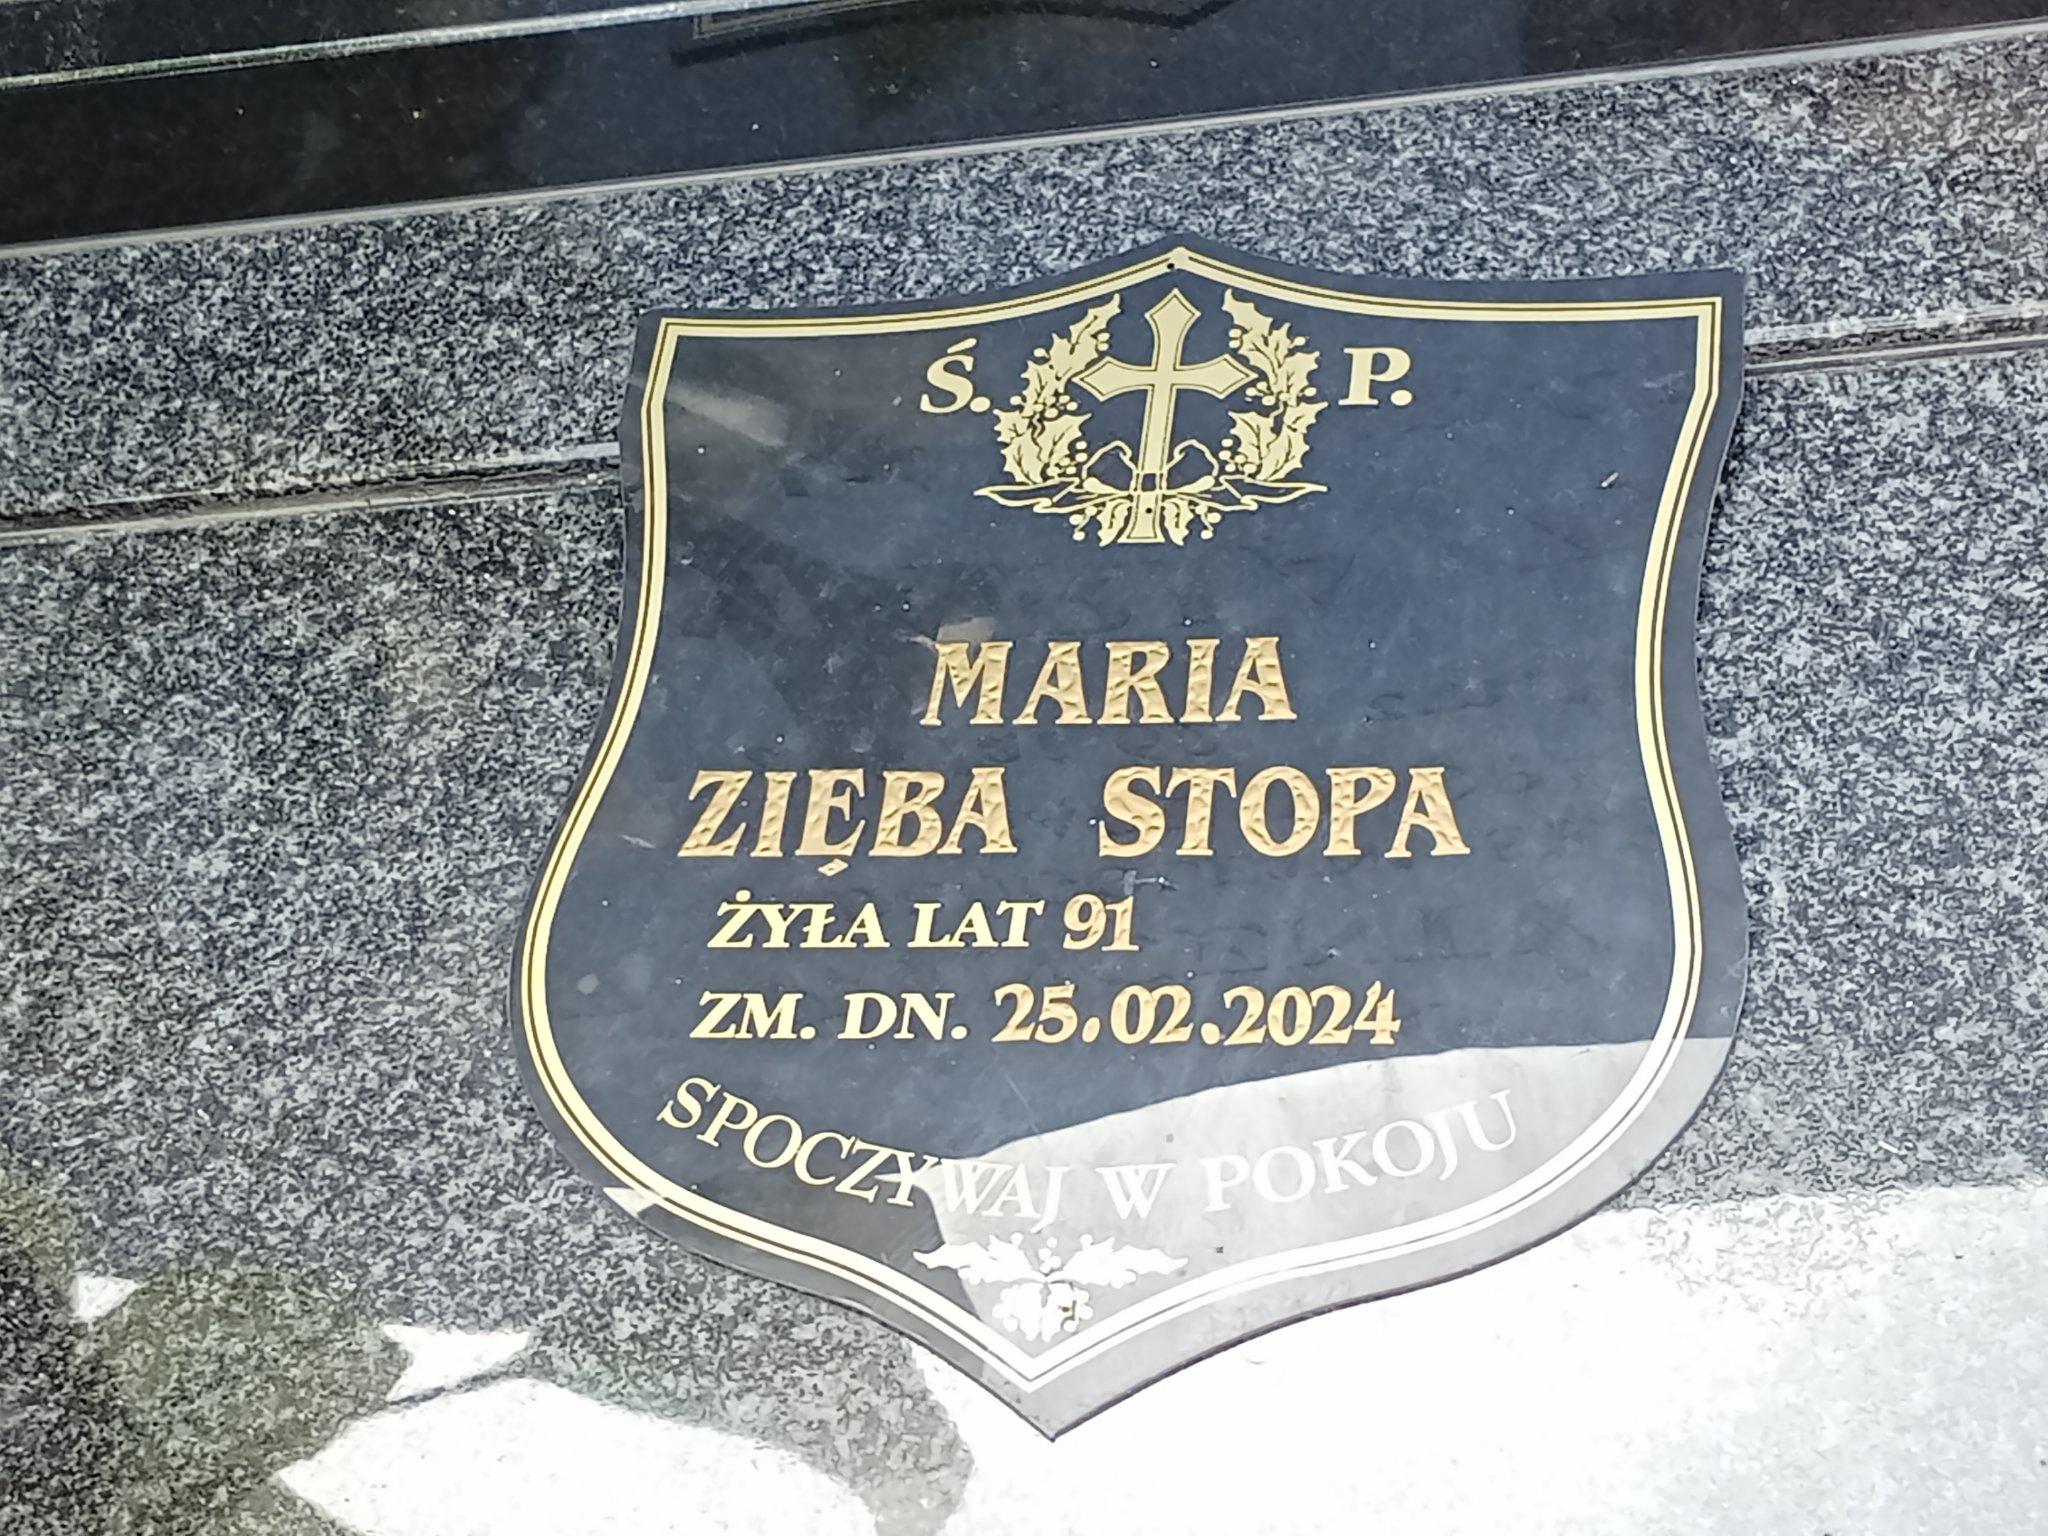 Ś. P.
MARIA
ZIĘBA STOPA
ŻYŁA LAT 91
ZM. DN. 25.02.2024
SPOCZYWAJ W POKOJU